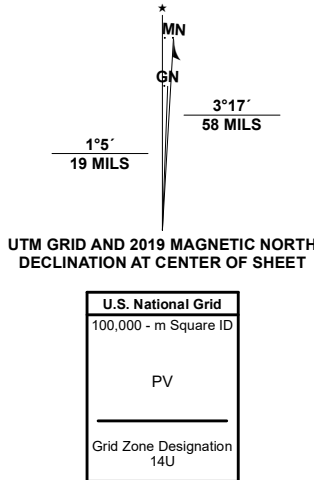 MN
GN
3°17´
58 MILS
1°5´
19 MILS
UTM GRID AND 2019 MAGNETIC NORTH
DECLINATION AT CENTER OF SHEET
U.S. National Grid
100,000 - m Square ID
PV
Grid Zone Designation
14U